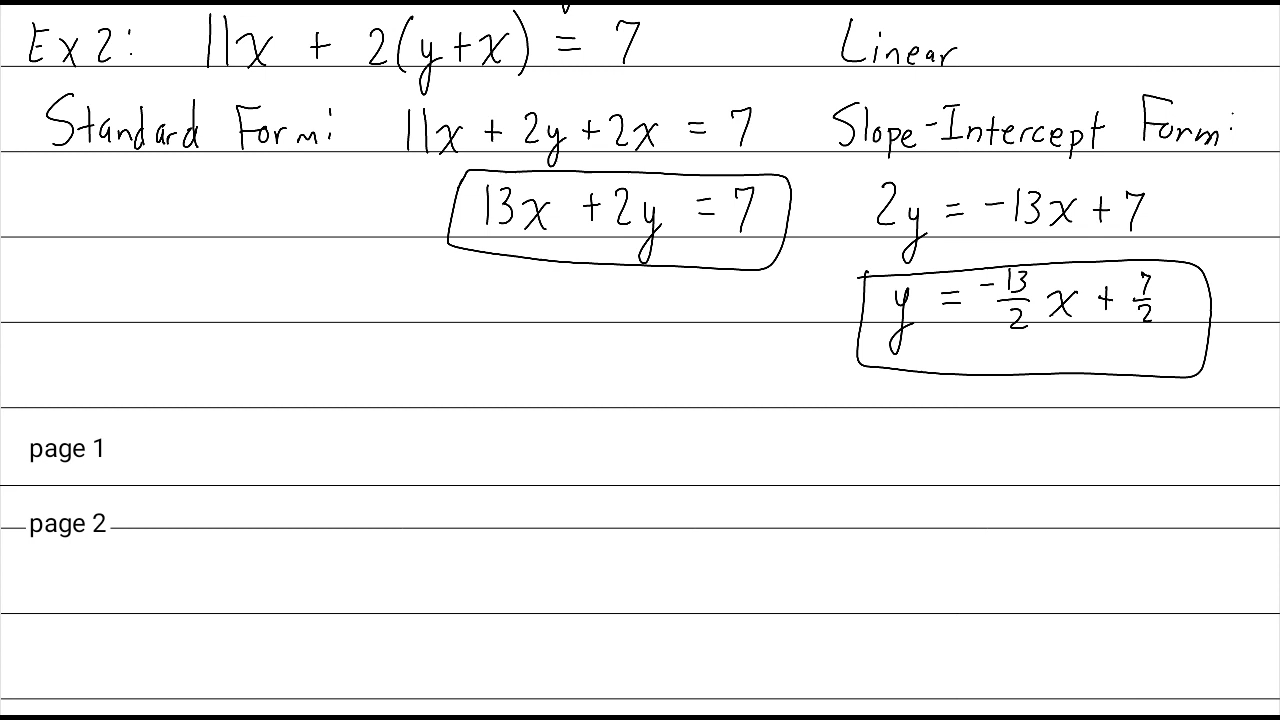 Ex 2: 11x + 2(y+x) = 7 Linear
Standard Form: 11x + 2y + 2x = 7 Slope-Intercept Form:
13x + 2y = 7 2y = -13x + 7
y = -13/2 x + 7/2
page 1
page 2